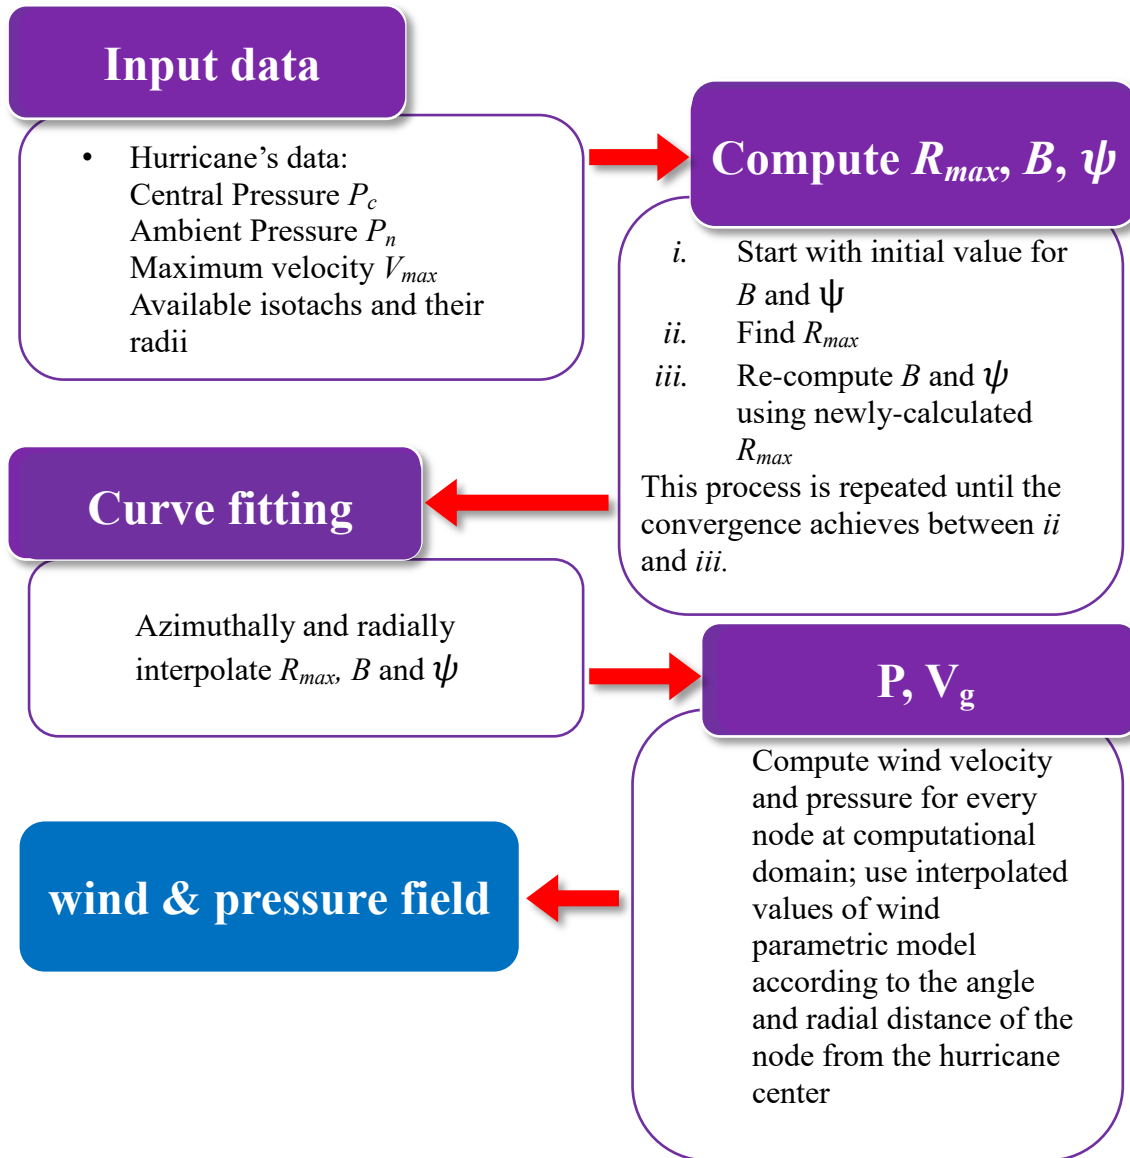 Input data
• Hurricane's data:
Central Pressure Pc
Ambient Pressure Pn
Maximum velocity Vmax
Available isotachs and their
radii
Compute Rmax, B, ψ
i. Start with initial value for
B and ψ
ii. Find Rmax
iii. Re-compute B and ψ
using newly-calculated
Rmax
This process is repeated until the
convergence achieves between ii
and iii.
Curve fitting
Azimuthally and radially
interpolate Rmax, B and ψ
P, Vg
Compute wind velocity
and pressure for every
node at computational
domain; use interpolated
values of wind
parametric model
according to the angle
and radial distance of the
node from the hurricane
center
wind & pressure field